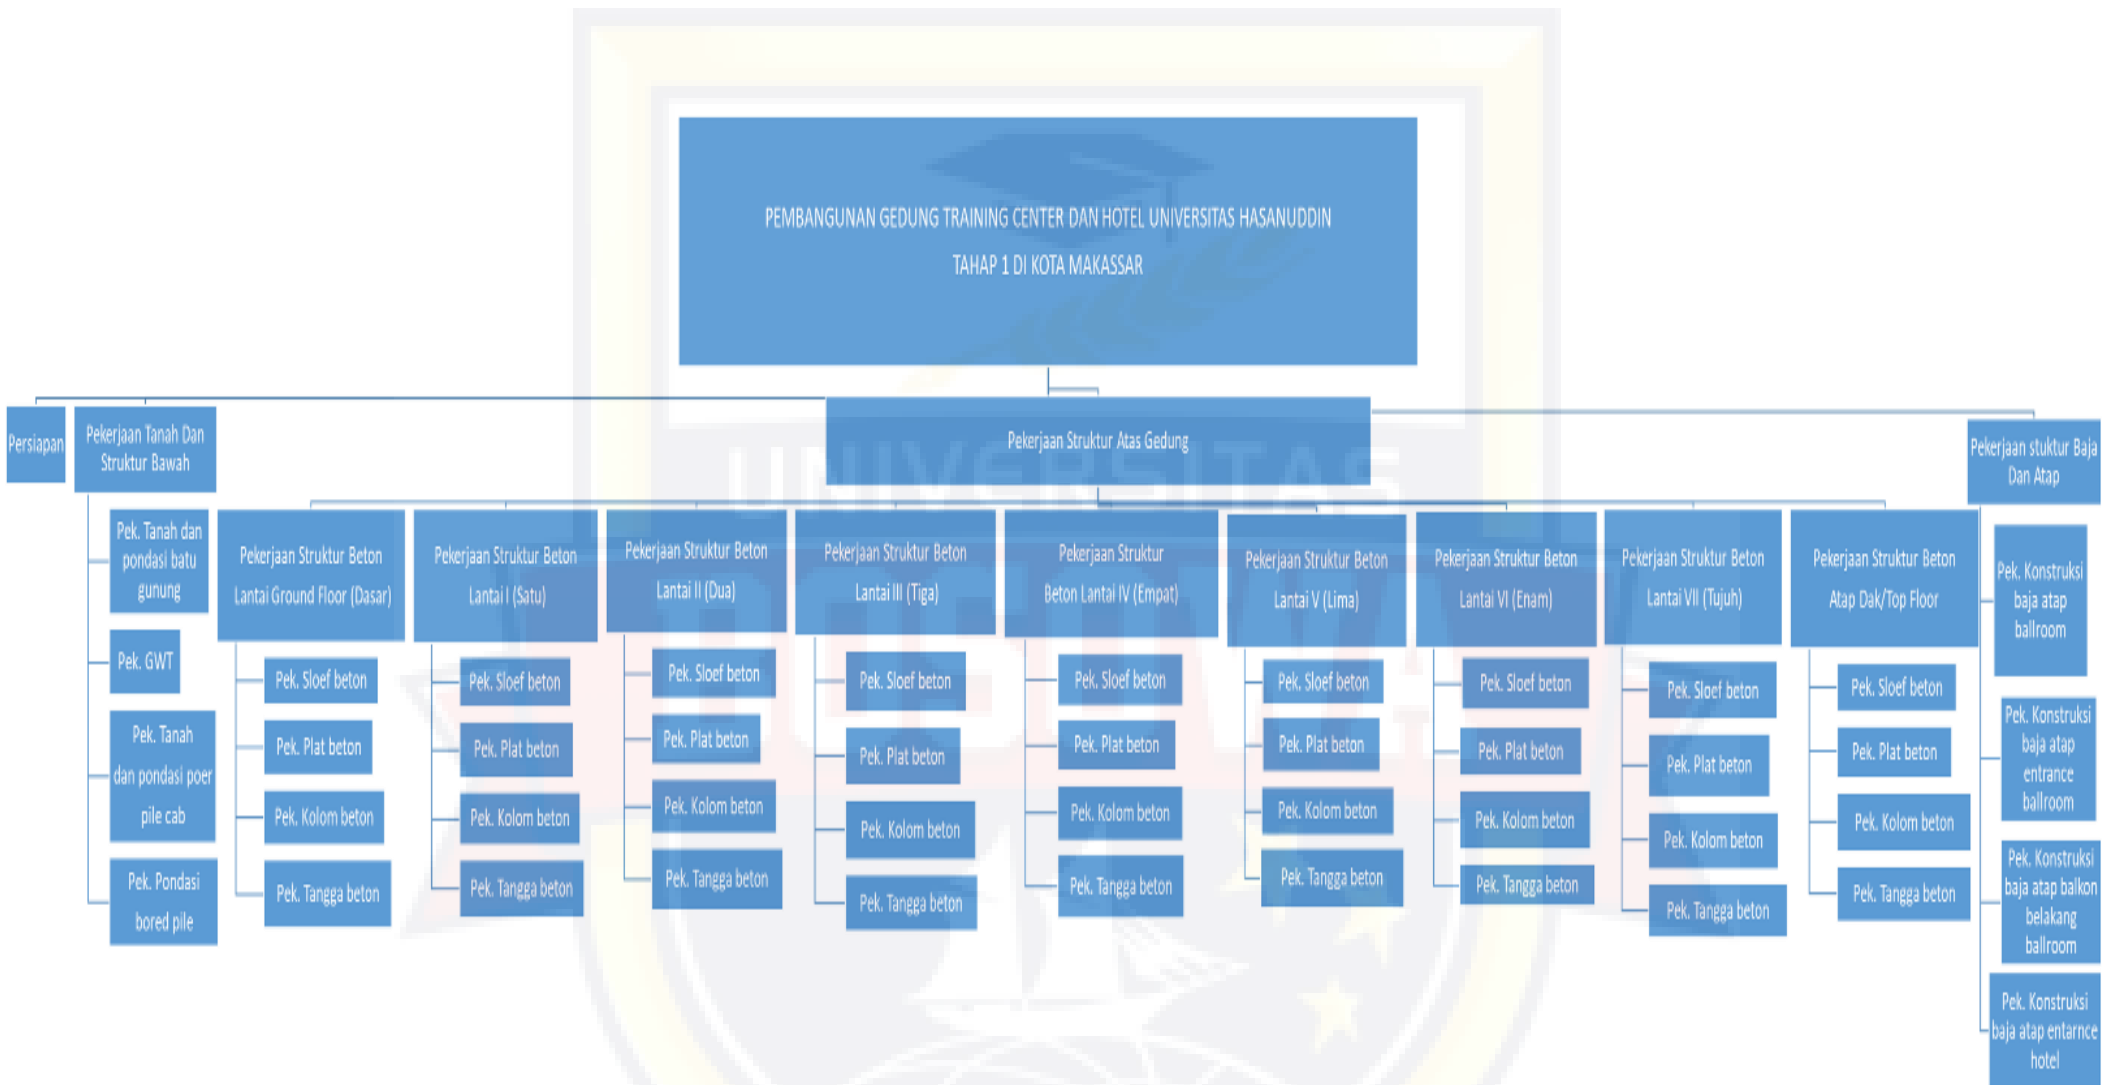 PEMBANGUNAN GEDUNG TRAINING CENTER DAN HOTEL UNIVERSITAS HASANUDDIN
TAHAP 1 DI KOTA MAKASSAR
Persiapan
Pekerjaan Tanah Dan
Struktur Bawah
Pekerjaan Struktur Atas Gedung
Pekerjaan stuktur Baja
Dan Atap
UNIVERSITAS
BOSOWA
Pek. Tanah dan
pondasi batu
gunung
Pek. GWT
Pek. Tanah
dan pondasi poer
pile cab
Pek. Pondasi
bored pile
Pekerjaan Struktur Beton
Lantai Ground Floor (Dasar)
Pek. Sloef beton
Pek. Plat beton
Pek. Kolom beton
Pek. Tangga beton
Pekerjaan Struktur Beton
Lantai I (Satu)
Pek. Sloef beton
Pek. Plat beton
Pek. Kolom beton
Pek. Tangga beton
Pekerjaan Struktur Beton
Lantai II (Dua)
Pek. Sloef beton
Pek. Plat beton
Pek. Kolom beton
Pek. Tangga beton
Pekerjaan Struktur Beton
Lantai III (Tiga)
Pek. Sloef beton
Pek. Plat beton
Pek. Kolom beton
Pek. Tangga beton
Pekerjaan Struktur
Beton Lantai IV (Empat)
Pek. Sloef beton
Pek. Plat beton
Pek. Kolom beton
Pek. Tangga beton
Pekerjaan Struktur Beton
Lantai V (Lima)
Pek. Sloef beton
Pek. Plat beton
Pek. Kolom beton
Pek. Tangga beton
Pekerjaan Struktur Beton
Lantai VI (Enam)
Pek. Sloef beton
Pek. Plat beton
Pek. Kolom beton
Pek. Tangga beton
Pekerjaan Struktur Beton
Lantai VII (Tujuh)
Pek. Sloef beton
Pek. Plat beton
Pek. Kolom beton
Pek. Tangga beton
Pekerjaan Struktur Beton
Atap Dak/Top Floor
Pek. Sloef beton
Pek. Plat beton
Pek. Kolom beton
Pek. Tangga beton
Pek. Konstruksi
baja atap
ballroom
Pek. Konstruksi
baja atap
entrance
ballroom
Pek. Konstruksi
baja atap balkon
belakang
ballroom
Pek. Konstruksi
baja atap entarnce
hotel